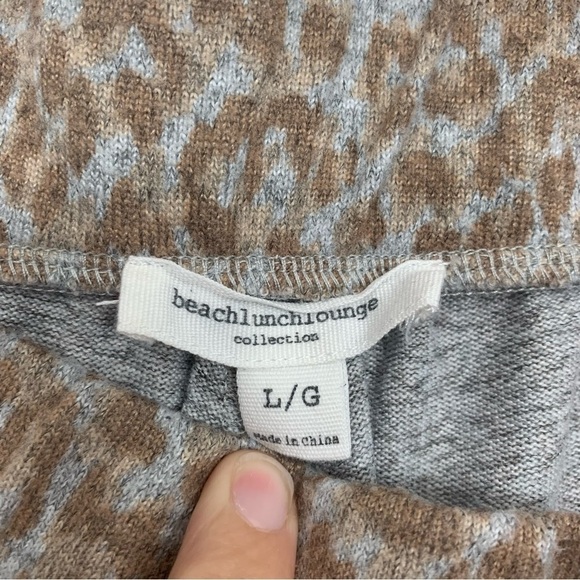 beachlunchlounge
collection
L/G
Made in China